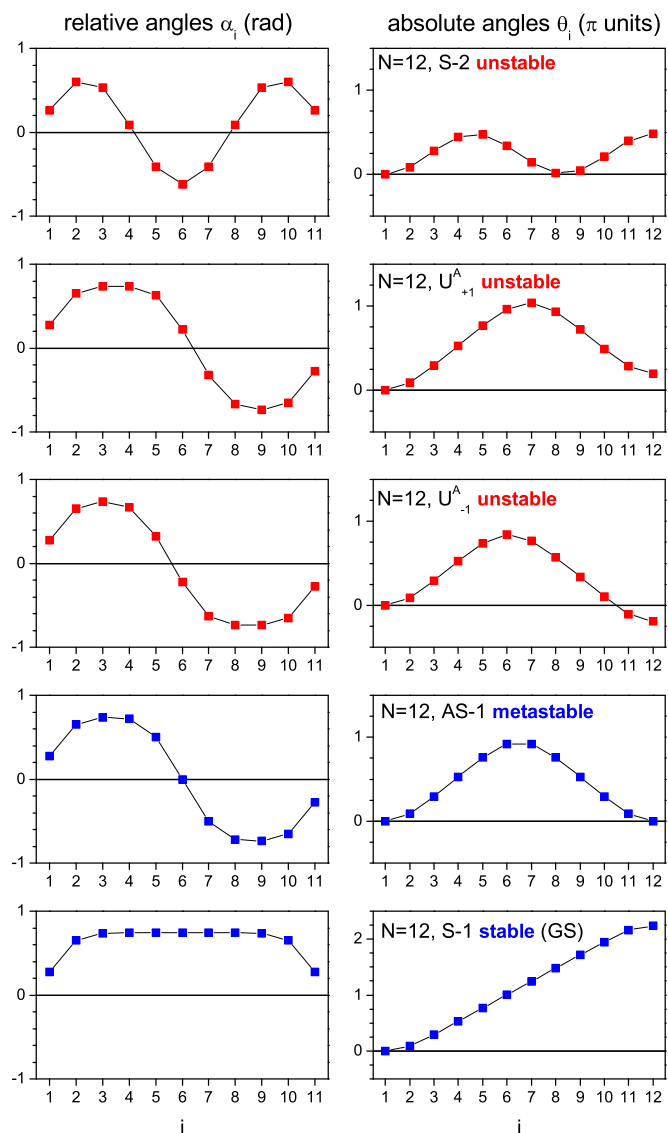 relative angles αᵢ (rad)
absolute angles θᵢ (π units)
1
0
-1
1 2 3 4 5 6 7 8 9 10 11
N=12, S-2 unstable
1
0
1 2 3 4 5 6 7 8 9 10 11 12
1
0
-1
1 2 3 4 5 6 7 8 9 10 11
N=12, U^A_+1 unstable
1
0
1 2 3 4 5 6 7 8 9 10 11 12
1
0
-1
1 2 3 4 5 6 7 8 9 10 11
N=12, U^A_-1 unstable
1
0
1 2 3 4 5 6 7 8 9 10 11 12
1
0
-1
1 2 3 4 5 6 7 8 9 10 11
N=12, AS-1 metastable
1
0
1 2 3 4 5 6 7 8 9 10 11 12
1
0
-1
1 2 3 4 5 6 7 8 9 10 11
i
N=12, S-1 stable (GS)
2
1
0
1 2 3 4 5 6 7 8 9 10 11 12
i